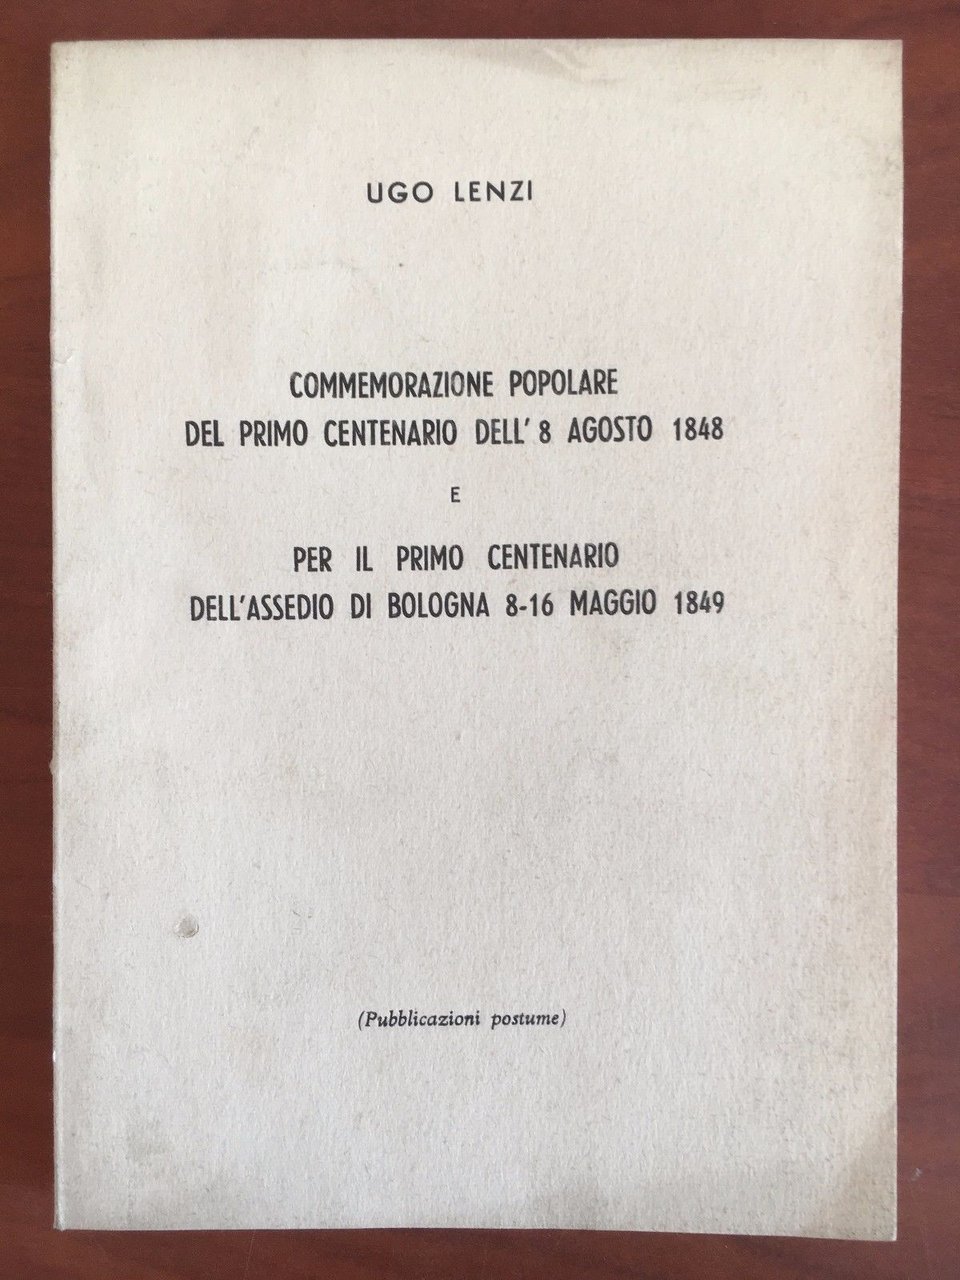 UGO LENZI
COMMEMORAZIONE POPOLARE
DEL PRIMO CENTENARIO DELL' 8 AGOSTO 1848
E
PER IL PRIMO CENTENARIO
DELL'ASSEDIO DI BOLOGNA 8-16 MAGGIO 1849
(Pubblicazioni postume)